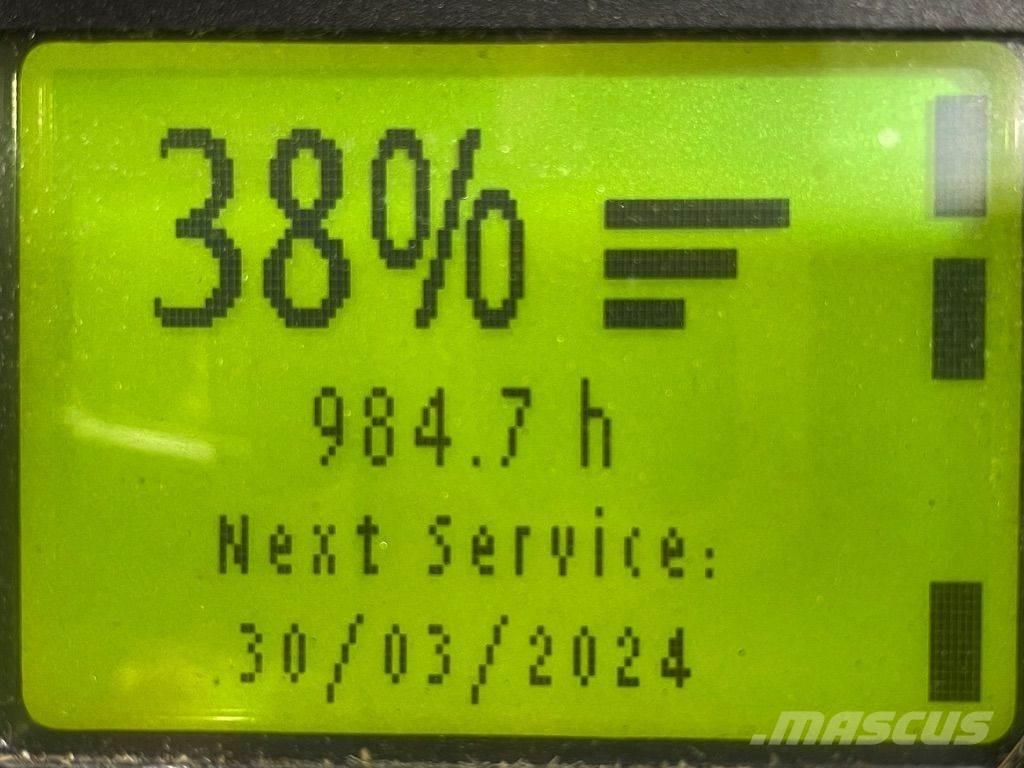 38%
984.7 h
Next Service:
30/03/2024
.MASCUS